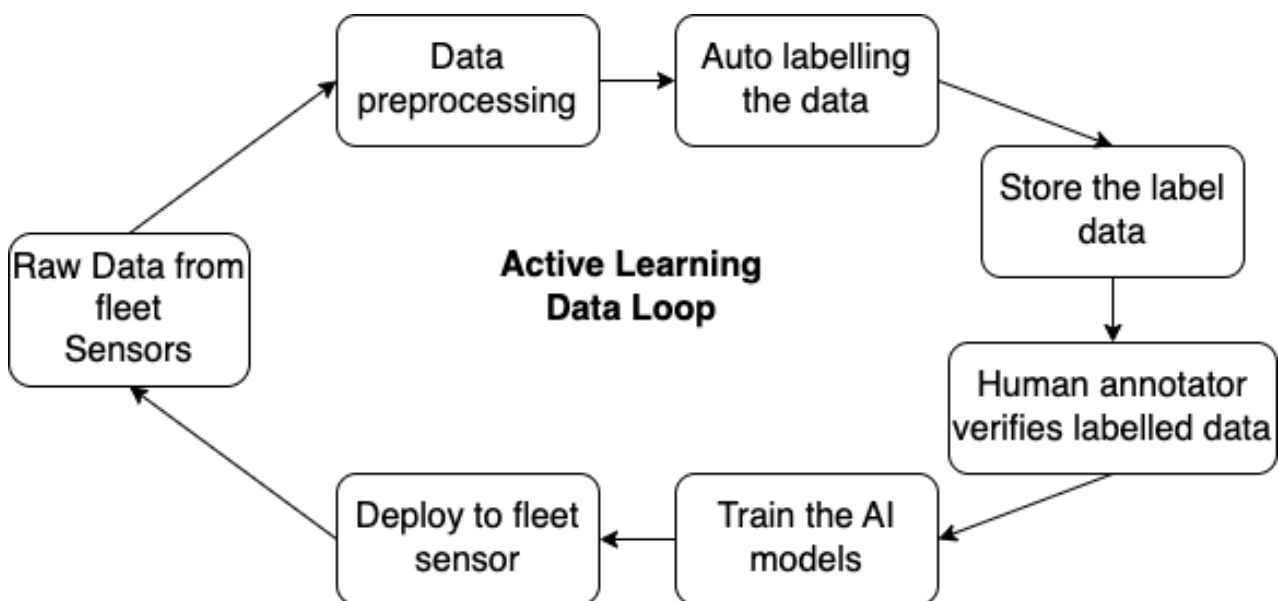 Data
preprocessing
Auto labelling
the data
Store the label
data
Human annotator
verifies labelled data
Train the AI
models
Deploy to fleet
sensor
Raw Data from
fleet
Sensors
Active Learning
Data Loop